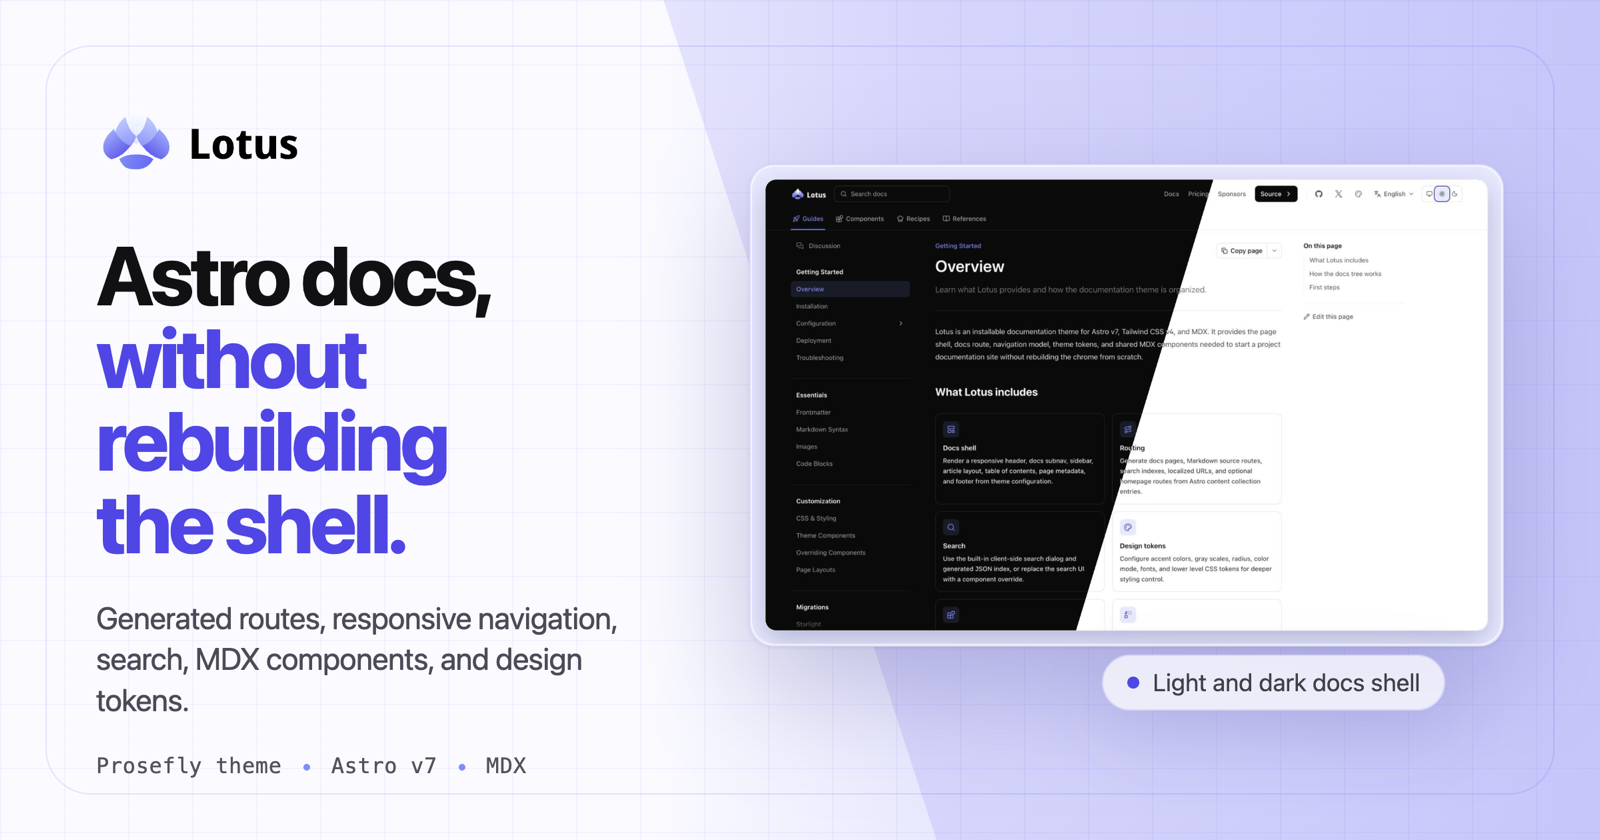 Lotus
Astro docs,
without
rebuilding
the shell.
Generated routes, responsive navigation,
search, MDX components, and design
tokens.
Prosefly theme • Astro v7 • MDX
Lotus
Search docs
Docs
Pricing
Sponsors
Source
English
Guides
Components
Recipes
References
Discussion
Getting Started
Overview
Installation
Configuration
Deployment
Troubleshooting
Essentials
Frontmatter
Markdown Syntax
Images
Code Blocks
Customization
CSS & Styling
Theme Components
Overriding Components
Page Layouts
Migrations
Starlight
Getting Started
Copy page
Overview
Learn what Lotus provides and how the documentation theme is organized.
Lotus is an installable documentation theme for Astro v7, Tailwind CSS v4, and MDX. It provides the page
shell, docs route, navigation model, theme tokens, and shared MDX components needed to start a project
documentation site without rebuilding the chrome from scratch.
What Lotus includes
Docs shell
Render a responsive header, docs subnav, sidebar,
article layout, table of contents, page metadata,
and footer from theme configuration.
Routing
Generate docs pages, Markdown source routes,
search indexes, localized URLs, and optional
homepage routes from Astro content collection
entries.
Search
Use the built-in client-side search dialog and
generated JSON index, or replace the search UI
with a component override.
Design tokens
Configure accent colors, gray scales, radius, color
mode, fonts, and lower level CSS tokens for deeper
styling control.
On this page
What Lotus includes
How the docs tree works
First steps
Edit this page
Light and dark docs shell